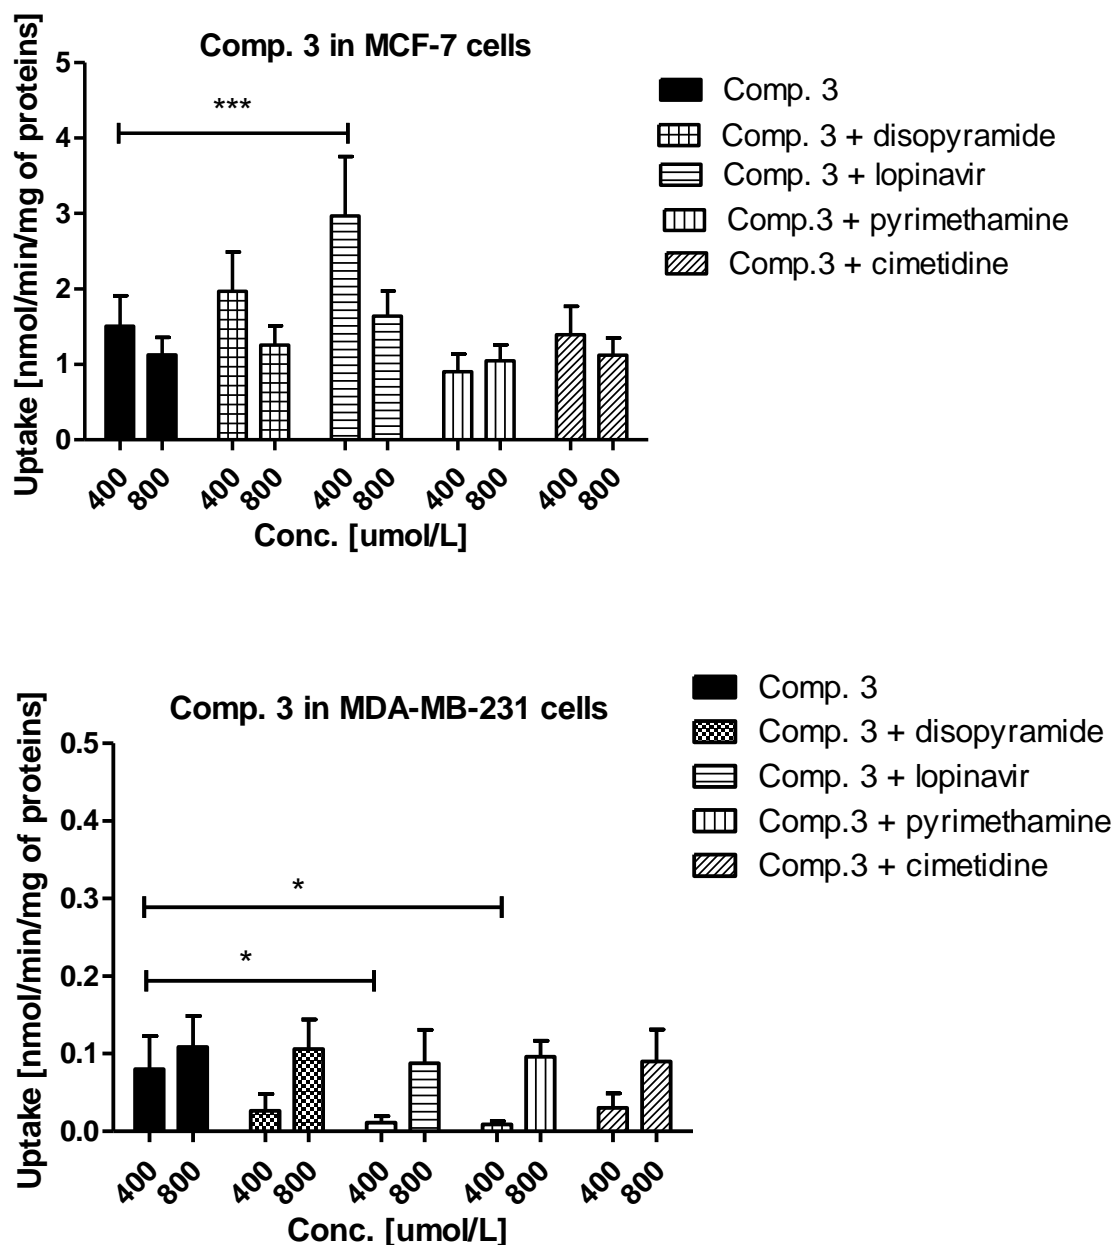 Comp. 3 in MCF-7 cells
Uptake [nmol/min/mg of proteins]
5
4
3
2
1
0
***
400
800
400
800
400
800
400
800
400
800
Conc. [umol/L]
Comp. 3
Comp. 3 + disopyramide
Comp. 3 + lopinavir
Comp.3 + pyrimethamine
Comp.3 + cimetidine
Comp. 3 in MDA-MB-231 cells
Uptake [nmol/min/mg of proteins]
0.5
0.4
0.3
0.2
0.1
0.0
*
*
400
800
400
800
400
800
400
800
400
800
Conc. [umol/L]
Comp. 3
Comp. 3 + disopyramide
Comp. 3 + lopinavir
Comp.3 + pyrimethamine
Comp.3 + cimetidine